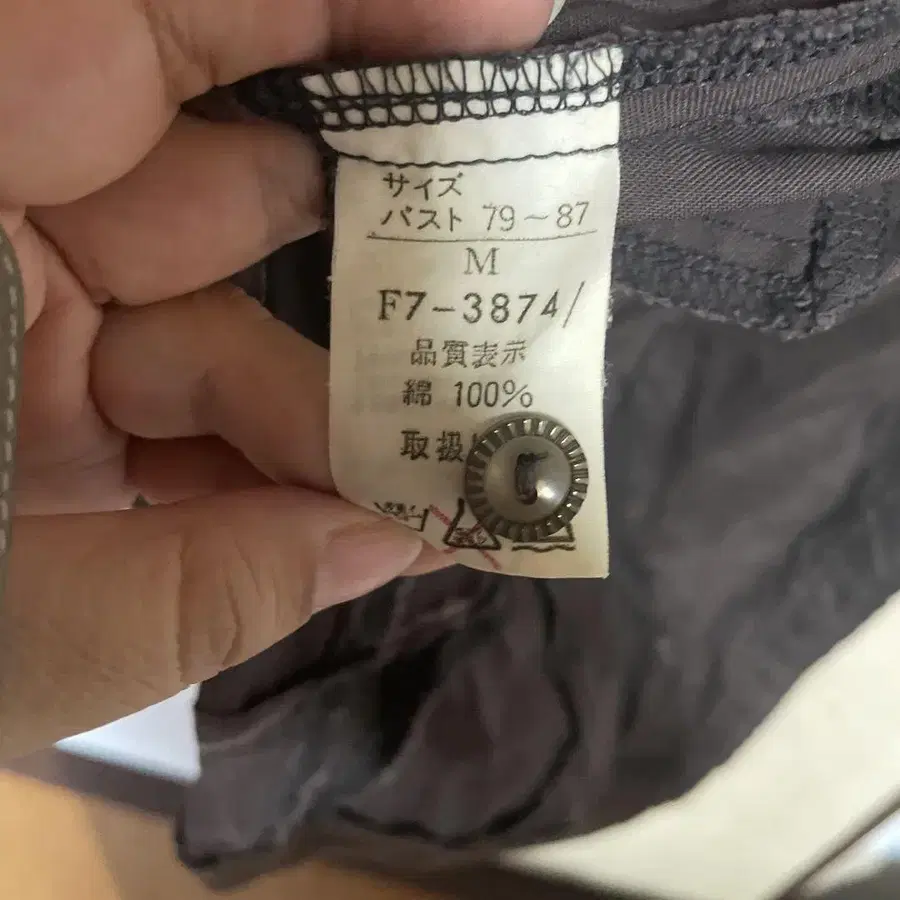 サイズ
バスト 79～87
M
F7-3874/
品質表示
綿 100%
取扱